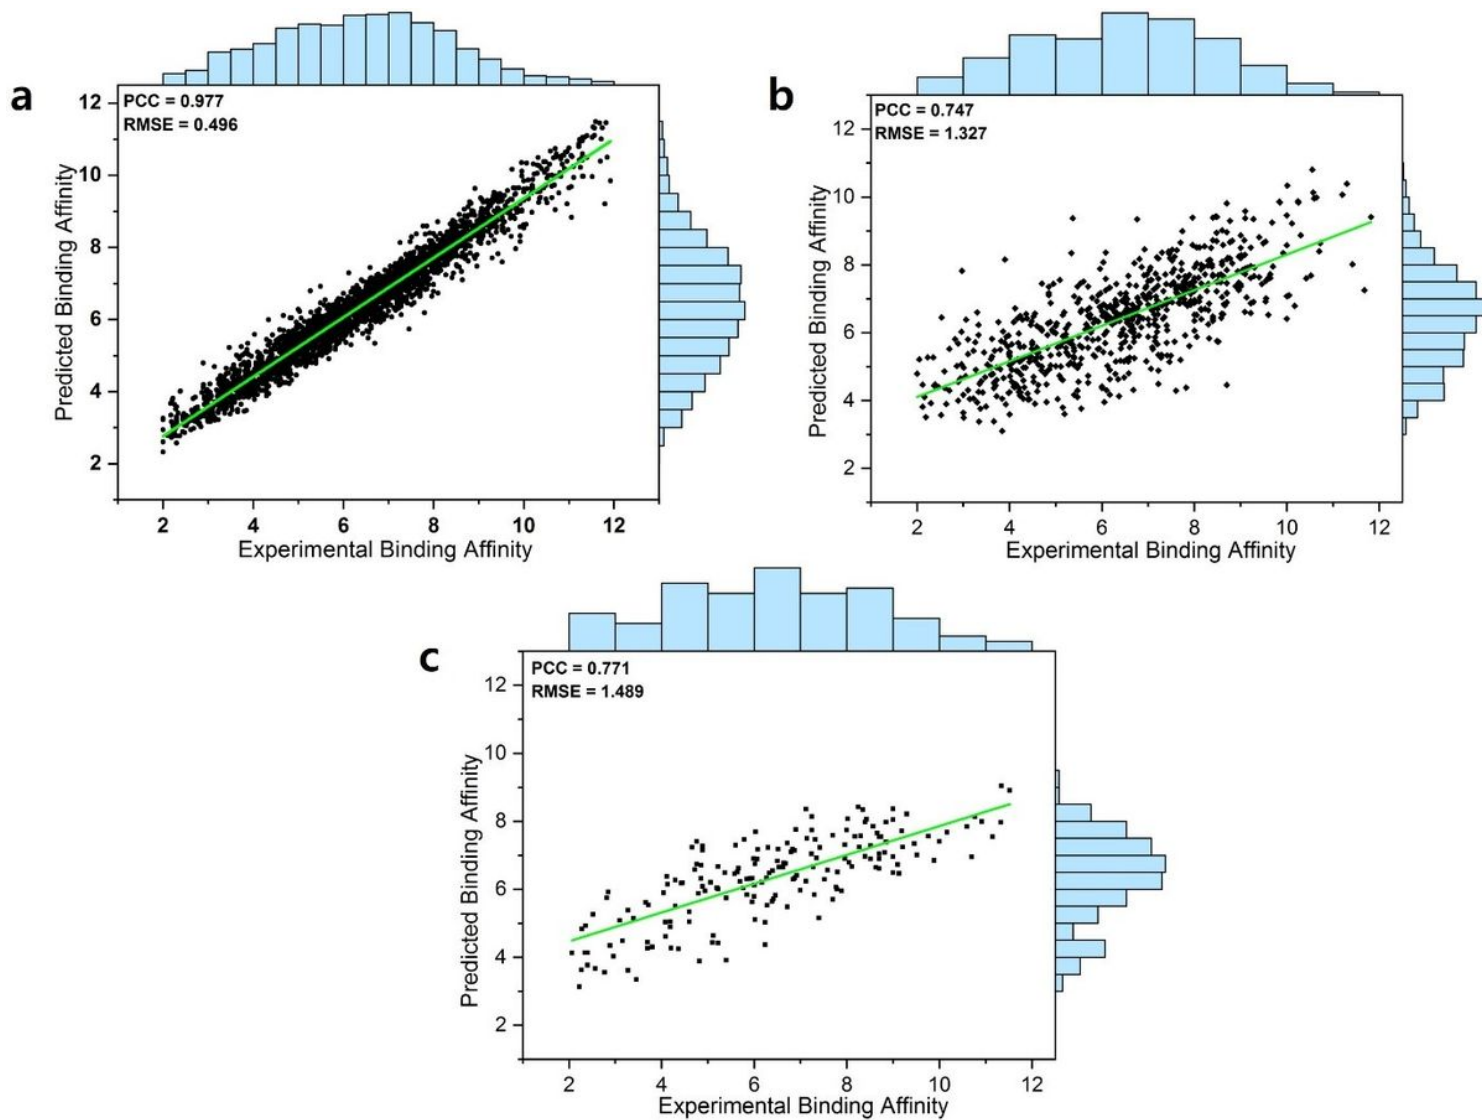 a
PCC = 0.977
RMSE = 0.496
12
10
8
6
4
2
Predicted Binding Affinity
2 4 6 8 10 12
Experimental Binding Affinity
b
PCC = 0.747
RMSE = 1.327
12
10
8
6
4
2
Predicted Binding Affinity
2 4 6 8 10 12
Experimental Binding Affinity
c
PCC = 0.771
RMSE = 1.489
12
10
8
6
4
2
Predicted Binding Affinity
2 4 6 8 10 12
Experimental Binding Affinity